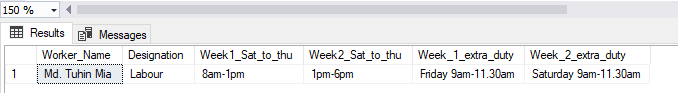 150 %
Results Messages
Worker_Name Designation Week1_Sat_to_thu Week2_Sat_to_thu Week_1_extra_duty Week_2_extra_duty
1 Md. Tuhin Mia Labour 8am-1pm 1pm-6pm Friday 9am-11.30am Saturday 9am-11.30am